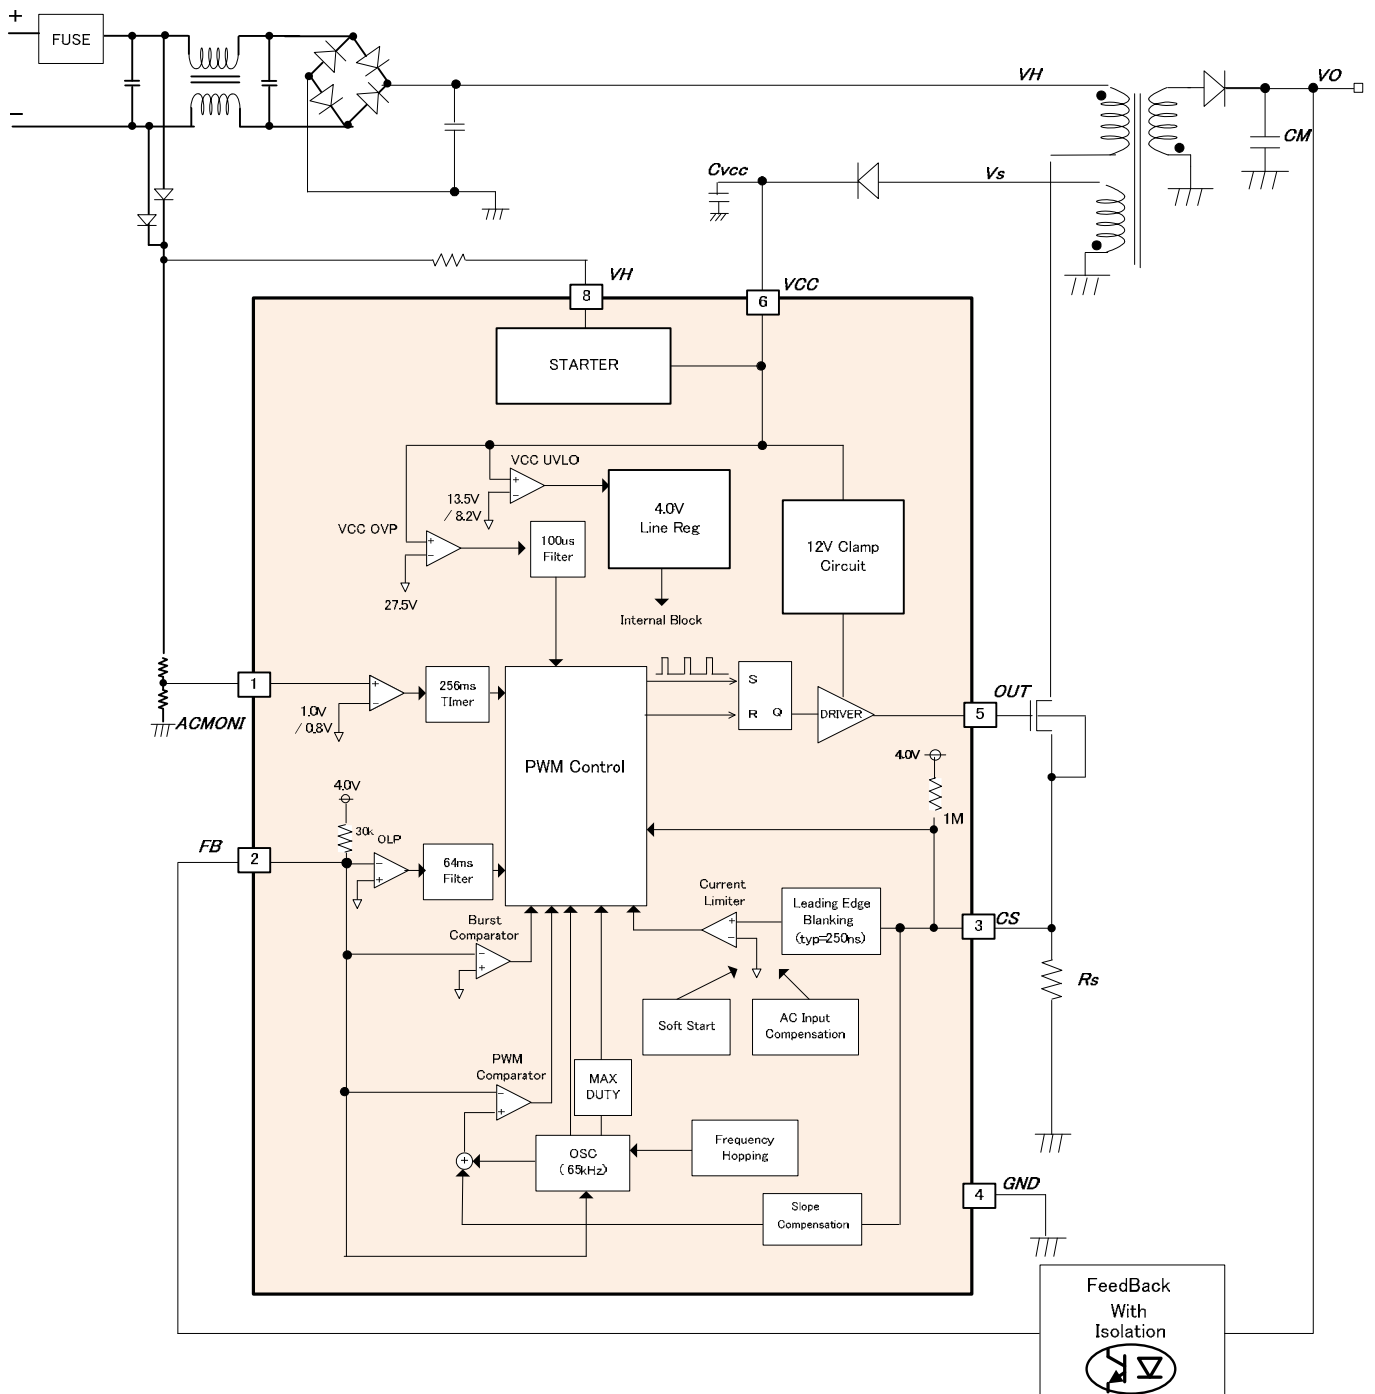 +
FUSE
−
VH
VO
CM
Cvcc
Vs
VH
8
VCC
6
STARTER
VCC UVLO
+
−
13.5V
/ 8.2V
4.0V
Line Reg
VCC OVP
+
−
27.5V
100us
Filter
12V Clamp
Circuit
Internal Block
1
ACMONI
+
−
1.0V
/ 0.8V
256ms
TImer
PWM Control
S
R Q
DRIVER
OUT
5
4.0V
1M
4.0V
30k
OLP
FB
2
−
+
64ms
Filter
Burst
Comparator
−
+
Current
Limiter
+
−
Leading Edge
Blanking
(typ=250ns)
3
CS
Rs
Soft Start
AC Input
Compensation
PWM
Comparator
−
+
MAX
DUTY
+
OSC
( 65kHz)
Frequency
Hopping
Slope
Compensation
4
GND
FeedBack
With
Isolation